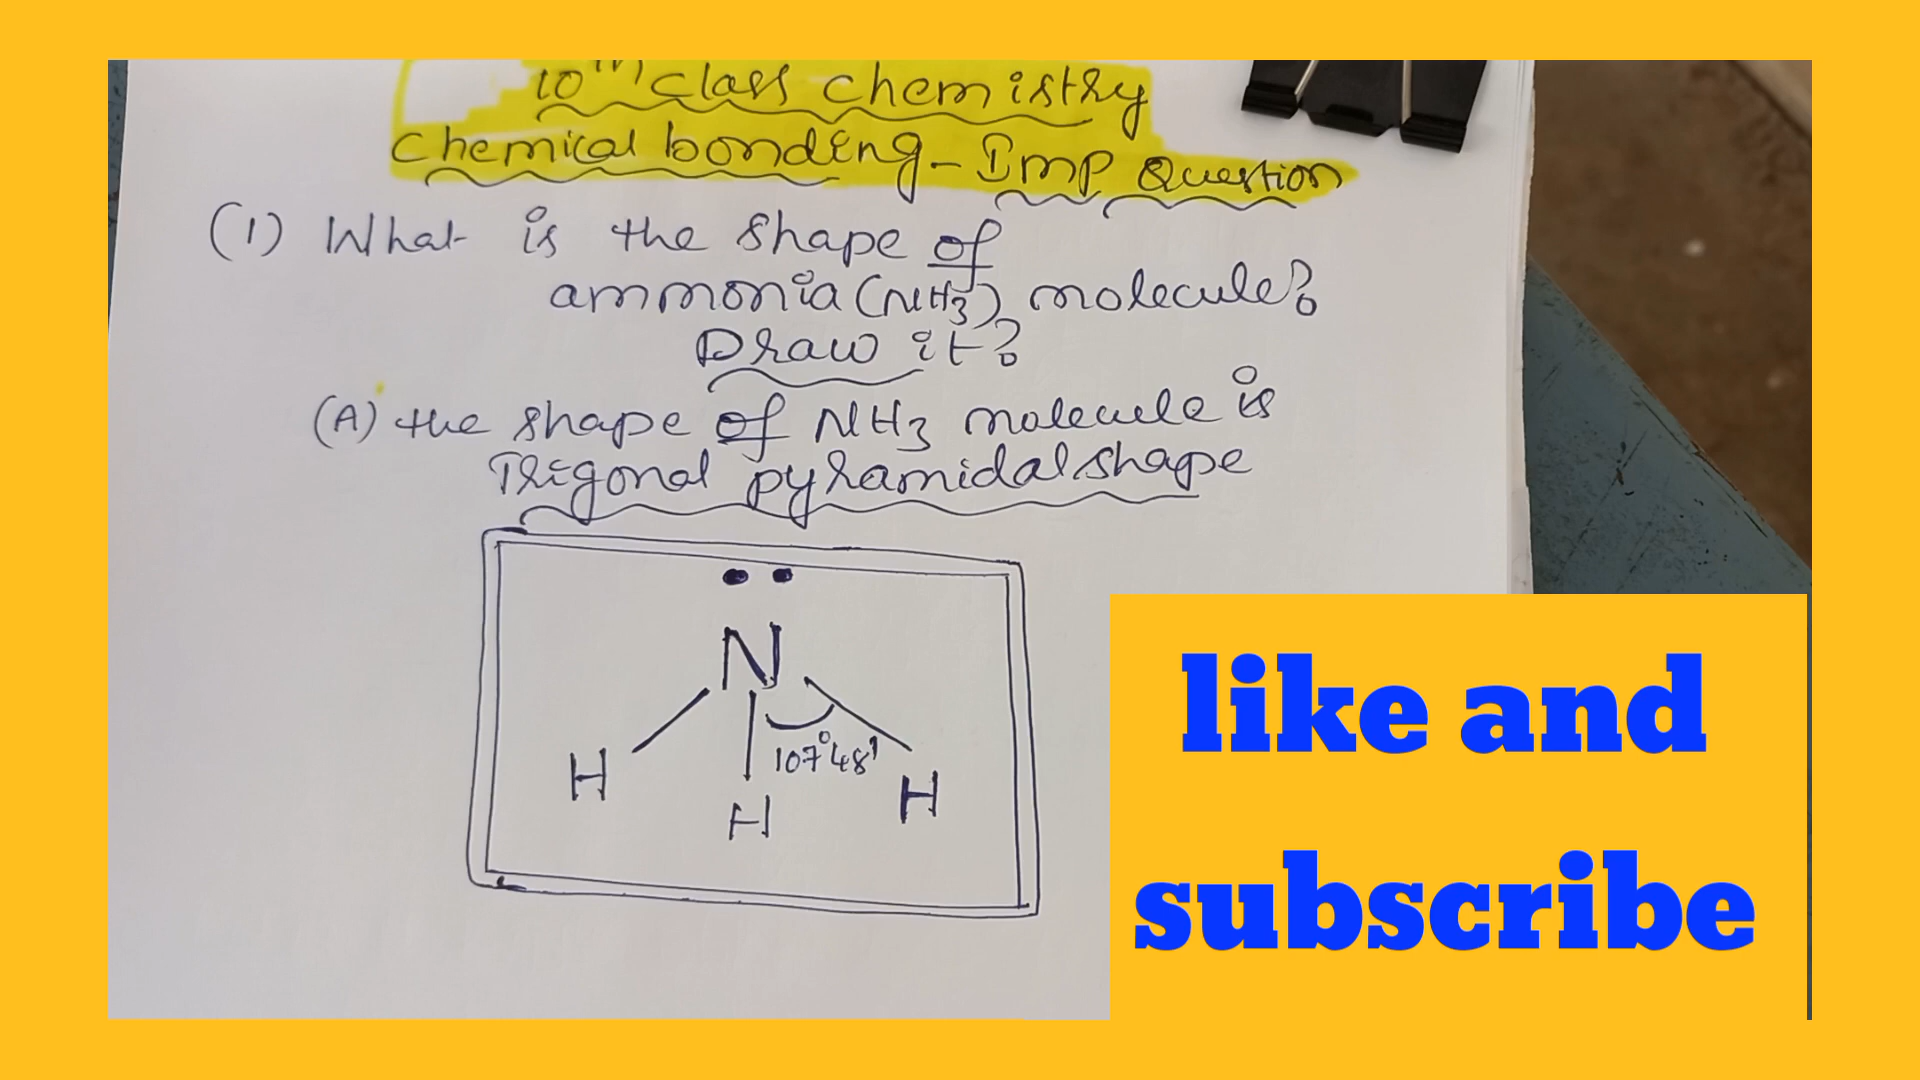 10th class chemistry
chemical bonding - Imp Question
(1) What is the shape of
ammonia (NH3) molecule?
Draw it?
(A) the shape of NH3 molecule is
Trigonal pyramidal shape
N
107°48'
H
H
H
like and
subscribe